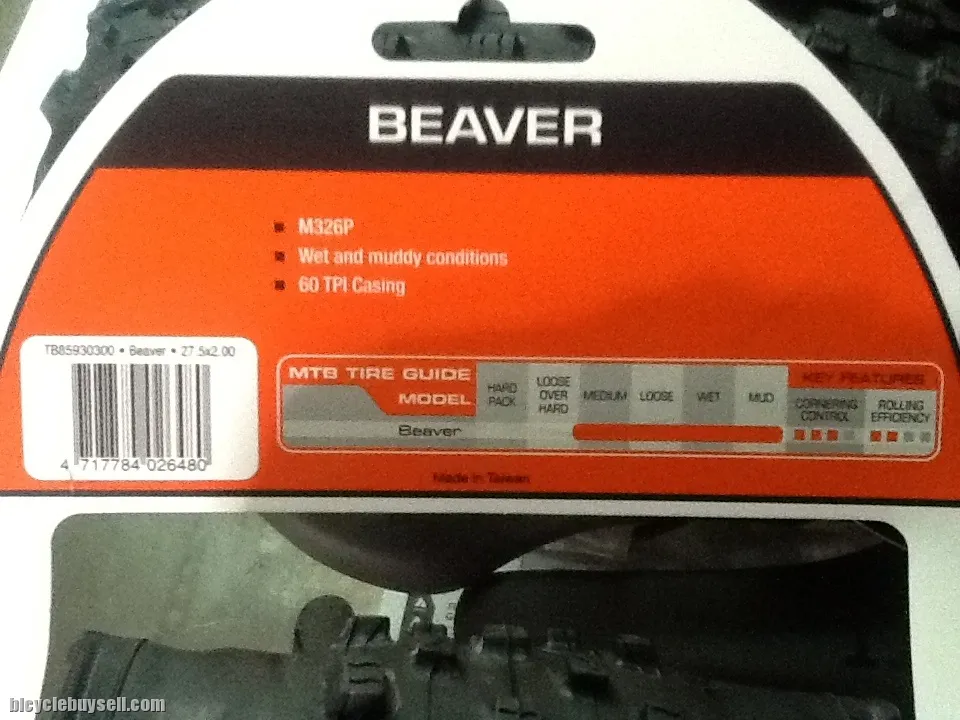 BEAVER
M326P
Wet and muddy conditions
60 TPI Casing
TB85930300 • Beaver • 27.5x2.00
4 717784 026480
MTB TIRE GUIDE
MODEL
HARD PACK
LOOSE OVER HARD
MEDIUM
LOOSE
WET
MUD
KEY FEATURES
CORNERING CONTROL
ROLLING EFFICIENCY
Beaver
Made in Taiwan
bicyclebuysell.com